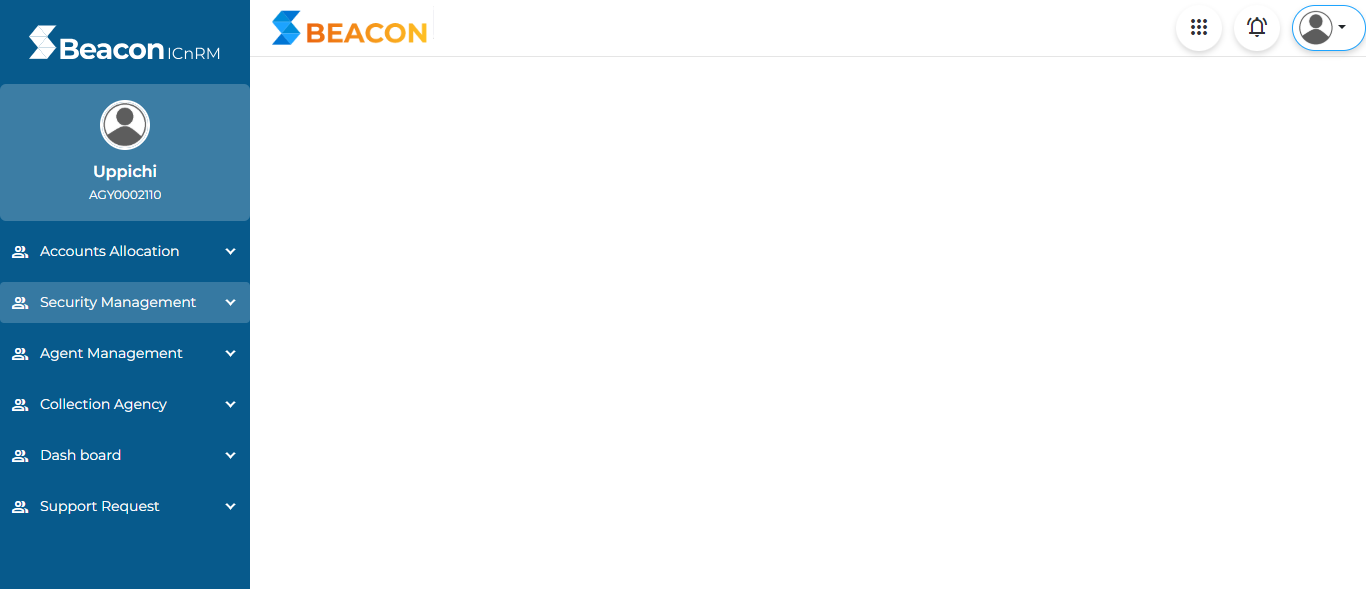 Beacon ICnRM
BEACON
Uppichi
AGY0002110
Accounts Allocation
Security Management
Agent Management
Collection Agency
Dash board
Support Request